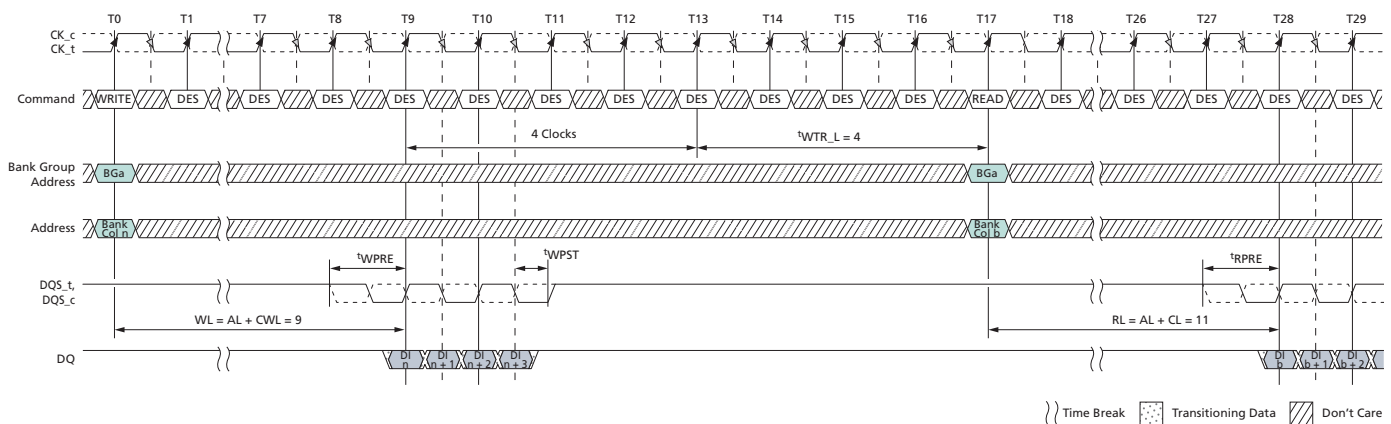 T0 T1 T7 T8 T9 T10 T11 T12 T13 T14 T15 T16 T17 T18 T26 T27 T28 T29
CK_c
CK_t
Command WRITE DES DES DES DES DES DES DES DES DES DES DES READ DES DES DES DES DES
4 Clocks tWTR_L = 4
Bank Group
Address
BGa BGa
Address
Bank
Col n
Bank
Col b
tWPRE tWPST tRPRE
DQS_t,
DQS_c
WL = AL + CWL = 9 RL = AL + CL = 11
DQ
DI
n
DI
n + 1
DI
n + 2
DI
n + 3
DI
b
DI
b + 1
DI
b + 2
Time Break Transitioning Data Don't Care